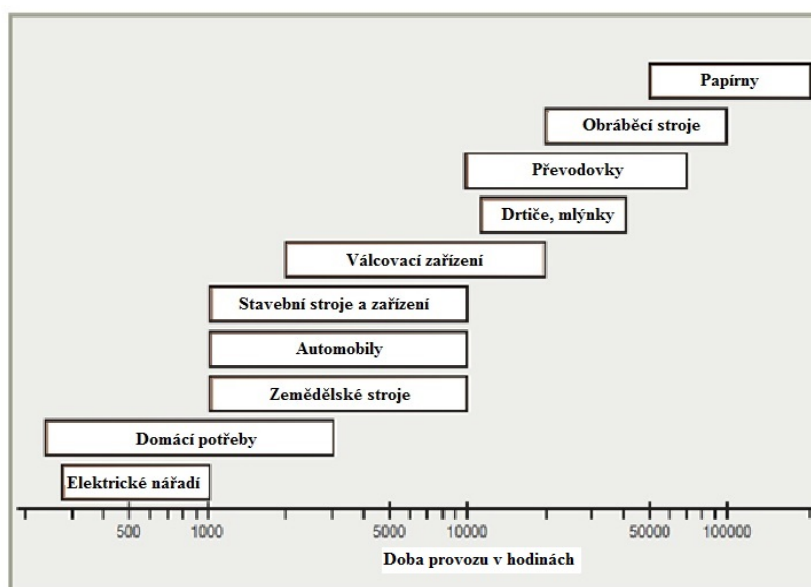 Papírny
Obráběcí stroje
Převodovky
Drtiče, mlýnky
Válcovací zařízení
Stavební stroje a zařízení
Automobily
Zemědělské stroje
Domácí potřeby
Elektrické nářadí
500 1000 5000 10000 50000 100000
Doba provozu v hodinách